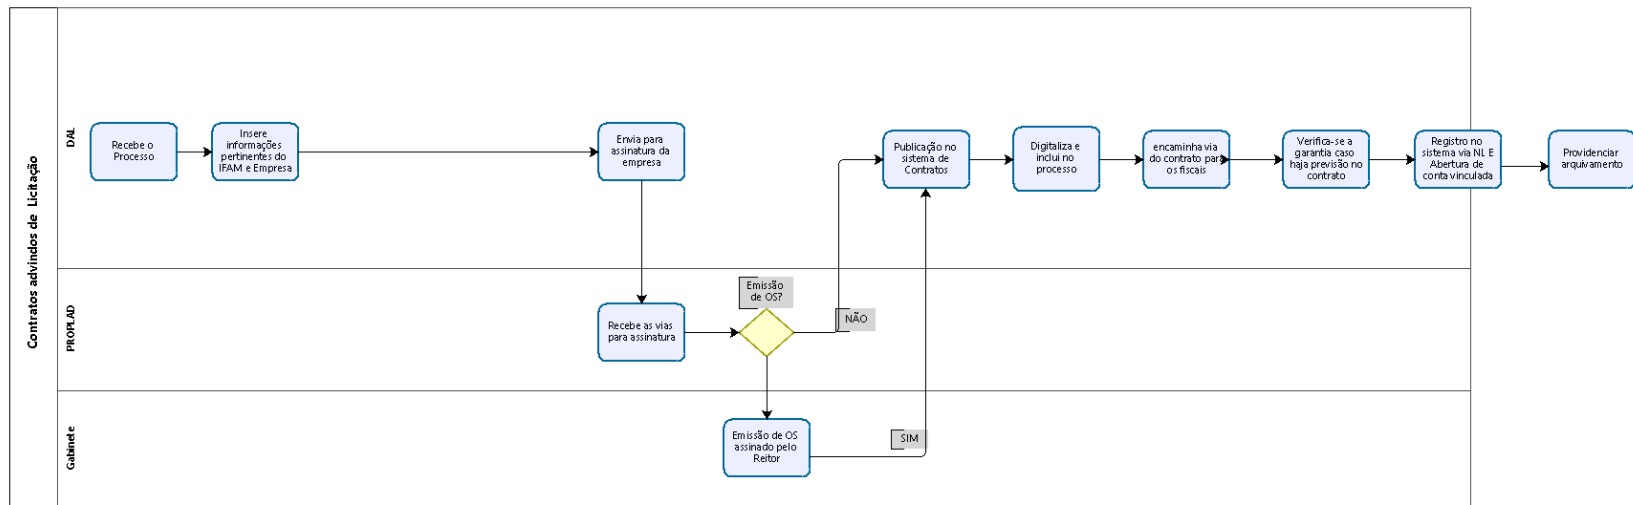 Contratos advindos de Licitação
DAL
Recebe o
Processo
Insere
informações
pertinentes do
IFAM e Empresa
Envia para
assinatura da
empresa
Publicação no
sistema de
Contratos
Digitaliza e
inclui no
processo
encaminha via
do contrato para
os fiscais
Verifica-se a
garantia caso
haja previsão no
contrato
Registro no
sistema via NL E
Abertura de
conta vinculada
Providenciar
arquivamento
PROPLAD
Recebe as vias
para assinatura
Emissão
de OS?
NÃO
Gabinete
Emissão de OS
assinado pelo
Reitor
SIM